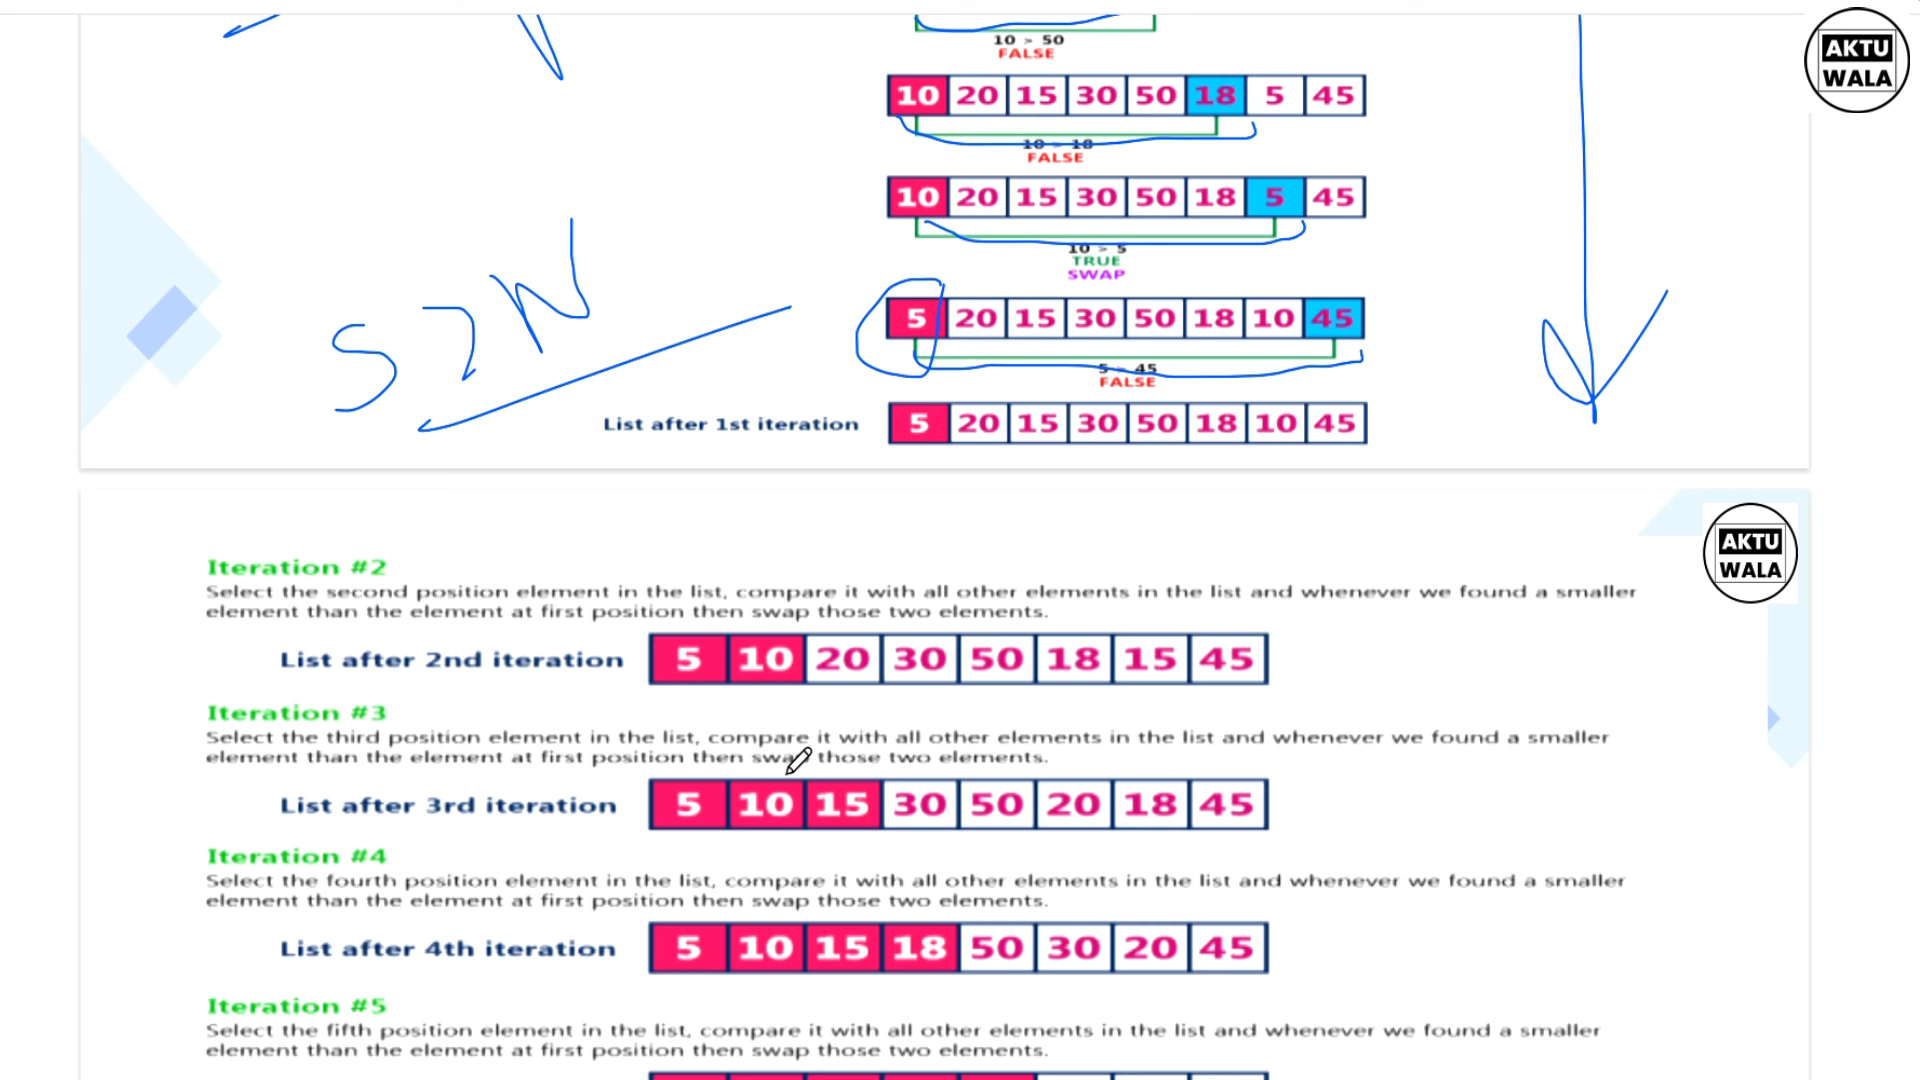 10 > 50
FALSE
AKTU
WALA
10 20 15 30 50 18 5 45
10 > 18
FALSE
10 20 15 30 50 18 5 45
10 > 5
TRUE
SWAP
5 20 15 30 50 18 10 45
5 > 45
FALSE
List after 1st iteration 5 20 15 30 50 18 10 45
AKTU
WALA
Iteration #2
Select the second position element in the list, compare it with all other elements in the list and whenever we found a smaller
element than the element at first position then swap those two elements.
List after 2nd iteration 5 10 20 30 50 18 15 45
Iteration #3
Select the third position element in the list, compare it with all other elements in the list and whenever we found a smaller
element than the element at first position then swap those two elements.
List after 3rd iteration 5 10 15 30 50 20 18 45
Iteration #4
Select the fourth position element in the list, compare it with all other elements in the list and whenever we found a smaller
element than the element at first position then swap those two elements.
List after 4th iteration 5 10 15 18 50 30 20 45
Iteration #5
Select the fifth position element in the list, compare it with all other elements in the list and whenever we found a smaller
element than the element at first position then swap those two elements.